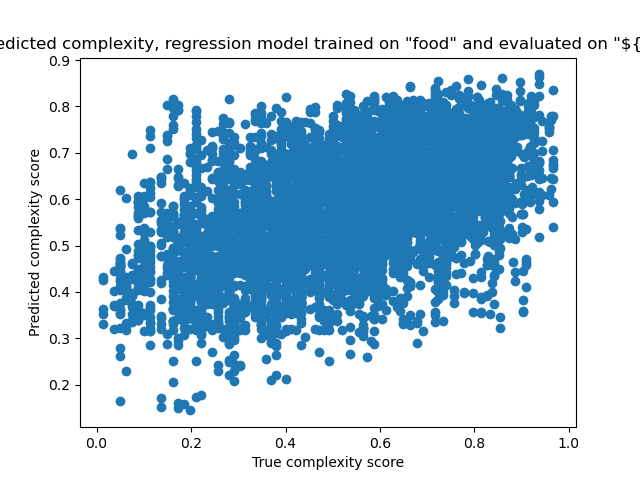 edicted complexity, regression model trained on "food" and evaluated on "${
0.9
0.8
0.7
0.6
0.5
0.4
0.3
0.2
Predicted complexity score
0.0 0.2 0.4 0.6 0.8 1.0
True complexity score